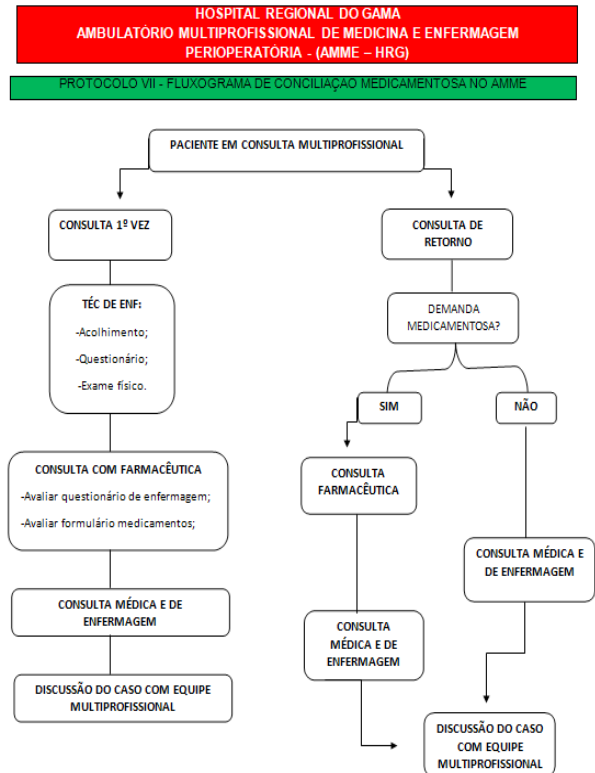 HOSPITAL REGIONAL DO GAMA
AMBULATÓRIO MULTIPROFISSIONAL DE MEDICINA E ENFERMAGEM
PERIOPERATÓRIA - (AMME – HRG)
PROTOCOLO VII - FLUXOGRAMA DE CONCILIAÇAO MEDICAMENTOSA NO AMME
PACIENTE EM CONSULTA MULTIPROFISSIONAL
CONSULTA 1º VEZ
TÉC DE ENF:
-Acolhimento;
-Questionário;
-Exame físico.
CONSULTA COM FARMACÊUTICA
-Avaliar questionário de enfermagem;
-Avaliar formulário medicamentos;
CONSULTA MÉDICA E DE
ENFERMAGEM
DISCUSSÃO DO CASO COM EQUIPE
MULTIPROFISSIONAL
CONSULTA DE
RETORNO
DEMANDA
MEDICAMENTOSA?
SIM
NÃO
CONSULTA
FARMACÊUTICA
CONSULTA
MÉDICA E DE
ENFERMAGEM
CONSULTA MÉDICA E
DE ENFERMAGEM
DISCUSSÃO DO CASO
COM EQUIPE
MULTIPROFISSIONAL